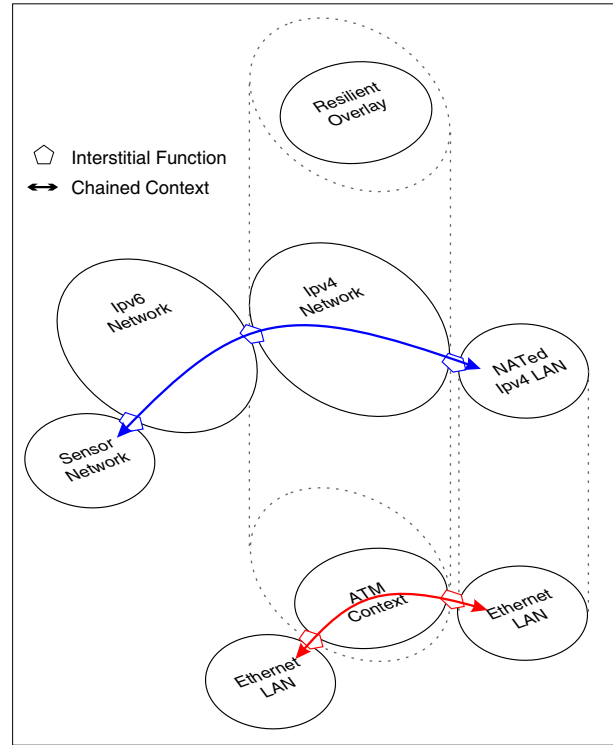 Resilient
Overlay
Interstitial Function
Chained Context
Ipv6
Network
Ipv4
Network
NATed
Ipv4 LAN
Sensor
Network
ATM
Context
Ethernet
LAN
Ethernet
LAN